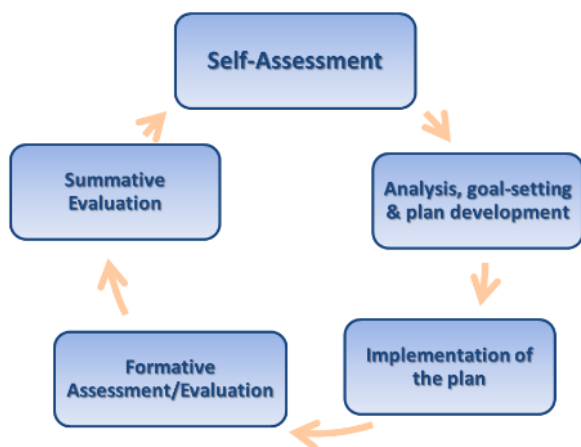 Self-Assessment
Analysis, goal-setting
& plan development
Implementation of
the plan
Formative
Assessment/Evaluation
Summative
Evaluation